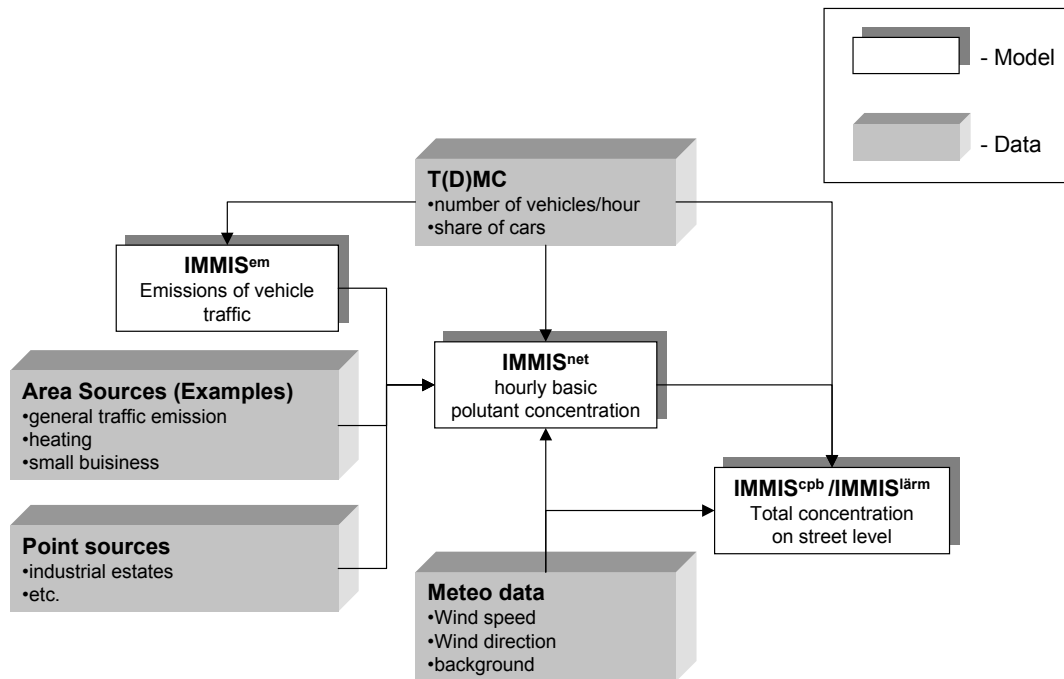 - Model
- Data
T(D)MC
•number of vehicles/hour
•share of cars
IMMISem
Emissions of vehicle
traffic
IMMISnet
hourly basic
polutant concentration
Area Sources (Examples)
•general traffic emission
•heating
•small buisiness
IMMIScpb /IMMISlärm
Total concentration
on street level
Point sources
•industrial estates
•etc.
Meteo data
•Wind speed
•Wind direction
•background